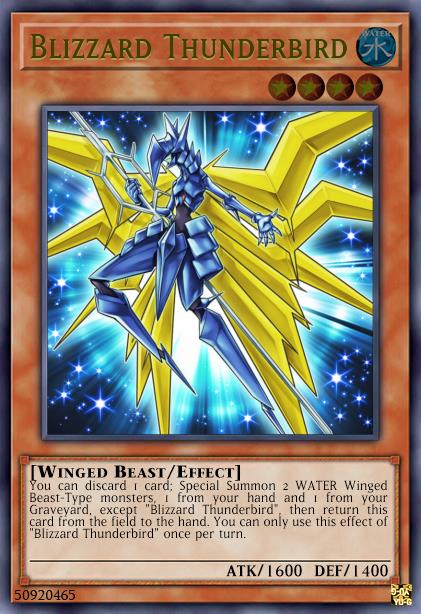 BLIZZARD THUNDERBIRD
WATER
水
[WINGED BEAST/EFFECT]
You can discard 1 card; Special Summon 2 WATER Winged
Beast-Type monsters, 1 from your hand and 1 from your
Graveyard, except "Blizzard Thunderbird", then return this
card from the field to the hand. You can only use this effect of
"Blizzard Thunderbird" once per turn.
ATK/1600 DEF/1400
50920465